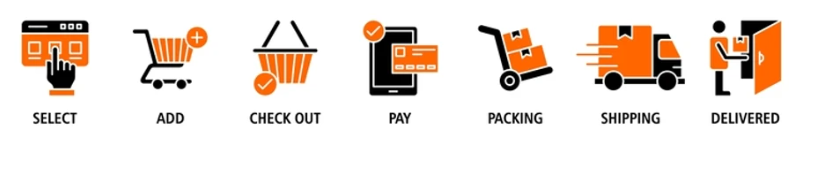 SELECT ADD CHECK OUT PAY PACKING SHIPPING DELIVERED